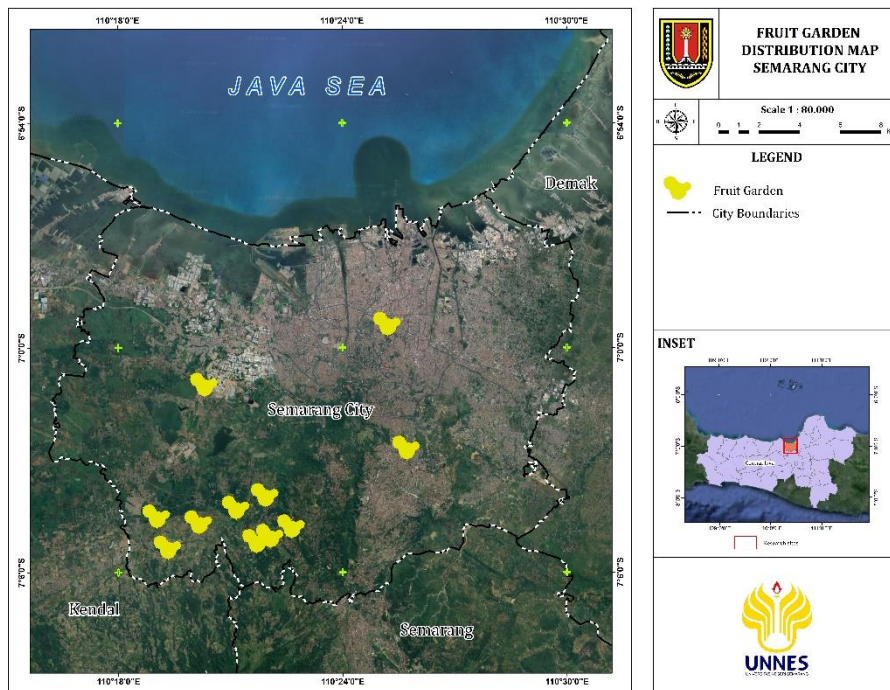 110°18'0"E
110°24'0"E
110°30'0"E
JAVA SEA
6°54'0"S
6°54'0"S
Demak
7°0'0"S
7°0'0"S
Semarang City
7°6'0"S
7°6'0"S
Kendal
Semarang
110°18'0"E
110°24'0"E
110°30'0"E
FRUIT GARDEN
DISTRIBUTION MAP
SEMARANG CITY
Scale 1 : 80.000
0 1 2 4 6 8
LEGEND
Fruit Garden
City Boundaries
INSET
UNNES